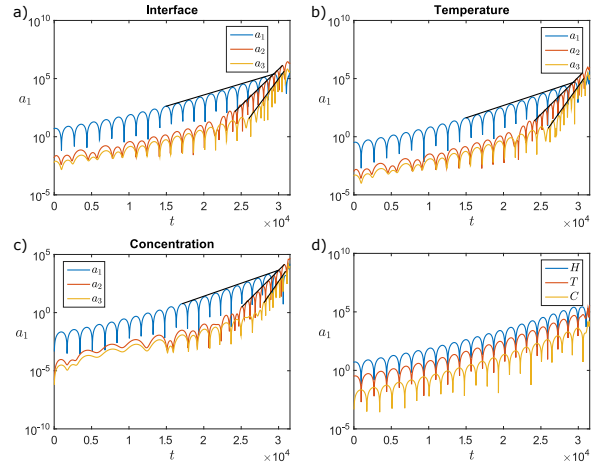 a) Interface
10^10
10^5
10^0
10^-5
a_1
a_1
a_2
a_3
0 0.5 1 1.5 2 2.5 3
×10^4
t
b) Temperature
10^10
10^5
10^0
10^-5
a_1
a_1
a_2
a_3
0 0.5 1 1.5 2 2.5 3
×10^4
t
c) Concentration
10^5
10^0
10^-5
10^-10
a_1
a_1
a_2
a_3
0 0.5 1 1.5 2 2.5 3
×10^4
t
d)
10^10
10^5
10^0
10^-5
a_1
H
T
C
0 0.5 1 1.5 2 2.5 3
×10^4
t